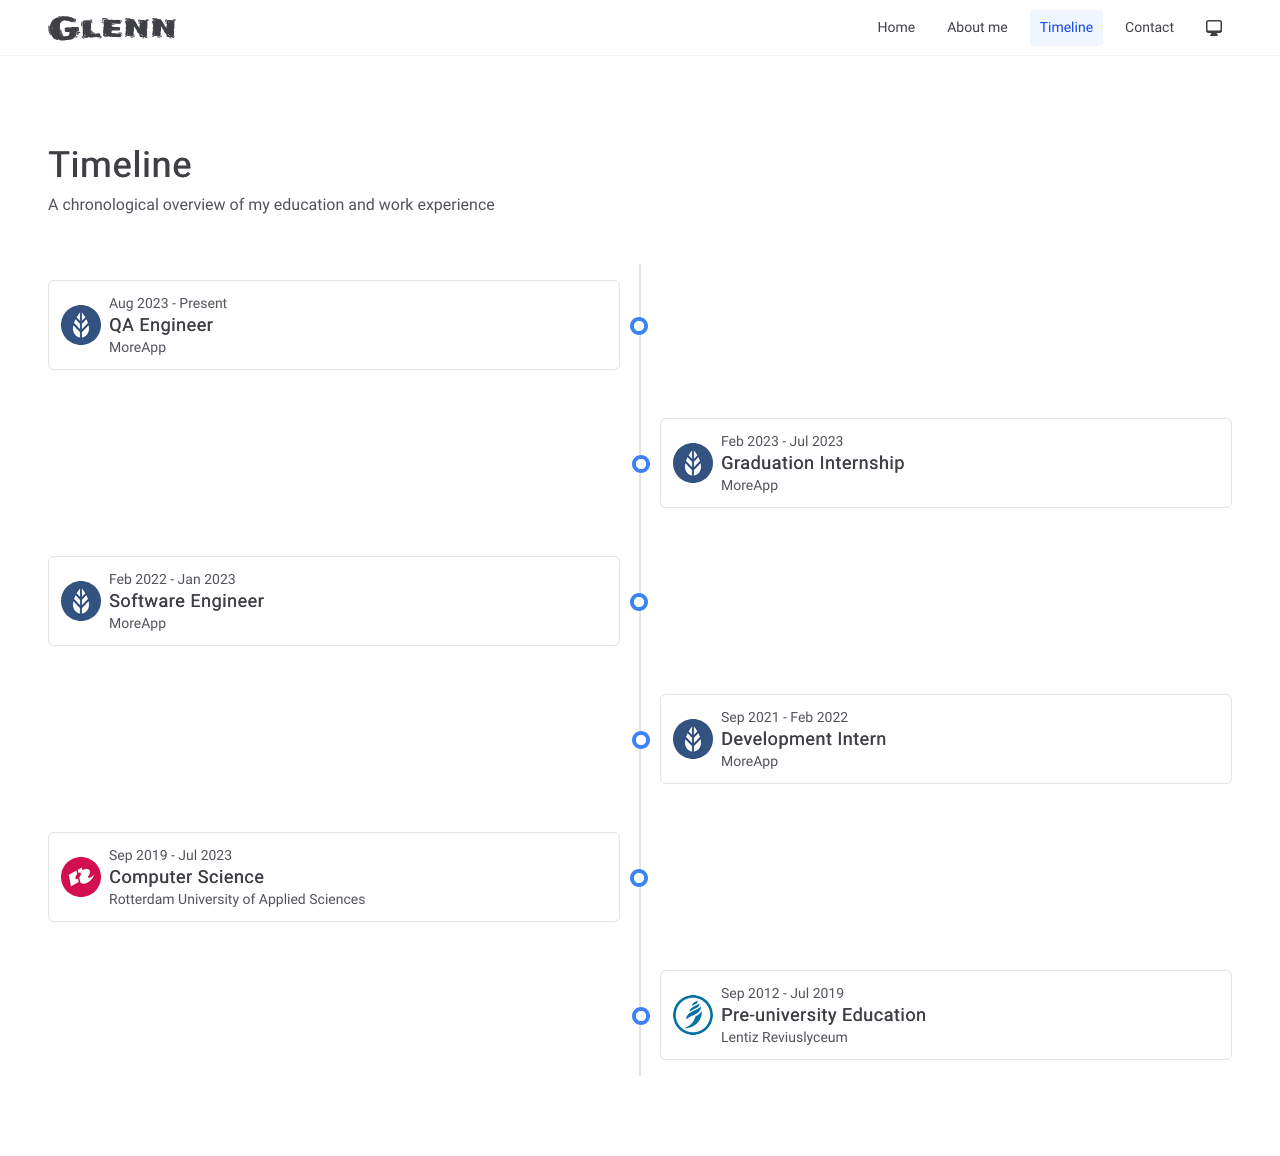 GLENN
Home
About me
Timeline
Contact
Timeline
A chronological overview of my education and work experience
Aug 2023 - Present
QA Engineer
MoreApp
Feb 2023 - Jul 2023
Graduation Internship
MoreApp
Feb 2022 - Jan 2023
Software Engineer
MoreApp
Sep 2021 - Feb 2022
Development Intern
MoreApp
Sep 2019 - Jul 2023
Computer Science
Rotterdam University of Applied Sciences
Sep 2012 - Jul 2019
Pre-university Education
Lentiz Reviuslyceum